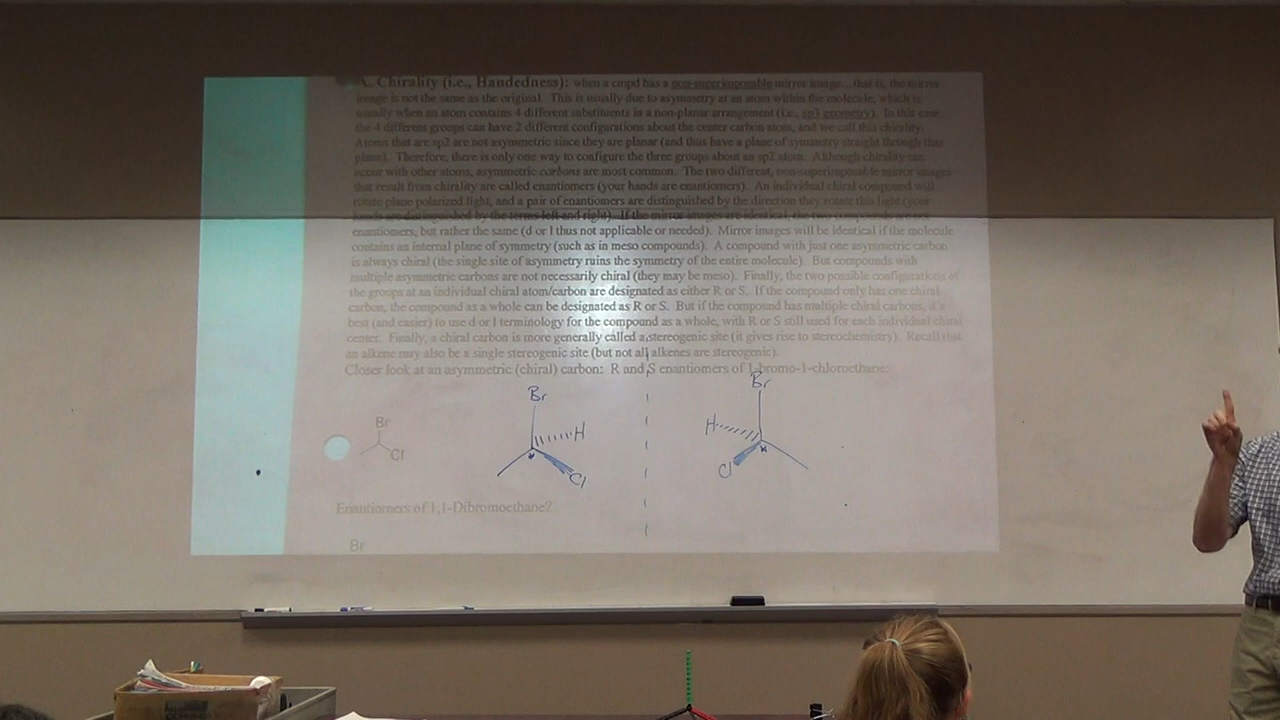 A. Chirality (i.e., Handedness): when a cmpd has a non-superimposable mirror image…that is, the mirror
image is not the same as the original. This is usually due to asymmetry at an atom within the molecule, which is
usually when an atom contains 4 different substituents in a non-planar arrangement (i.e., sp3 geometry). In this case,
the 4 different groups can have 2 different configurations about the center carbon atom, and we call this chirality.
Atoms that are sp2 are not asymmetric since they are planar (and thus have a plane of symmetry straight through that
plane). Therefore, there is only one way to configure the three groups about an sp2 atom. Although chirality can
occur with other atoms, asymmetric carbons are most common. The two different, non-superimposable mirror images
that result from chirality are called enantiomers (your hands are enantiomers). An individual chiral compound will
rotate plane polarized light, and a pair of enantiomers are distinguished by the direction they rotate this light (your
hands are distinguished by the terms left and right). If the mirror images are identical, the two compounds are not
enantiomers, but rather the same (d or l thus not applicable or needed). Mirror images will be identical if the molecule
contains an internal plane of symmetry (such as in meso compounds). A compound with just one asymmetric carbon
is always chiral (the single site of asymmetry ruins the symmetry of the entire molecule). But compounds with
multiple asymmetric carbons are not necessarily chiral (they may be meso). Finally, the two possible configurations of
the groups at an individual chiral atom/carbon are designated as either R or S. If the compound only has one chiral
carbon, the compound as a whole can be designated as R or S. But if the compound has multiple chiral carbons, it's
best (and easier) to use d or l terminology for the compound as a whole, with R or S still used for each individual chiral
center. Finally, a chiral carbon is more generally called a stereogenic site (it gives rise to stereochemistry). Recall that
an alkene may also be a single stereogenic site (but not all alkenes are stereogenic).
Closer look at an asymmetric (chiral) carbon: R and S enantiomers of 1-bromo-1-chloroethane:
Br
Cl
Br
H
Cl
Br
H
Cl
Enantiomers of 1,1-Dibromoethane?
Br